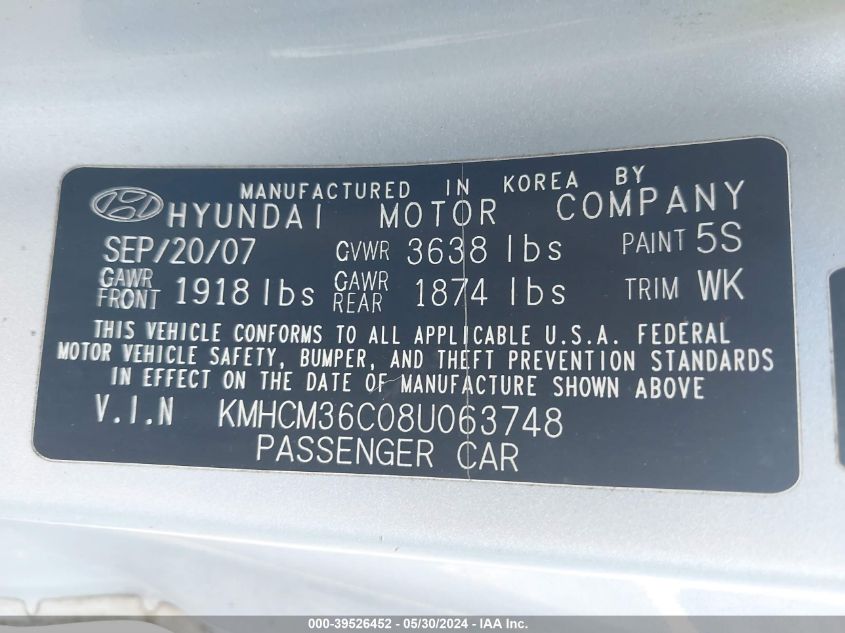 MANUFACTURED IN KOREA BY
HYUNDAI MOTOR COMPANY
SEP/20/07 GVWR 3638 lbs PAINT 5S
GAWR FRONT 1918 lbs GAWR REAR 1874 lbs TRIM WK
THIS VEHICLE CONFORMS TO ALL APPLICABLE U.S.A. FEDERAL
MOTOR VEHICLE SAFETY, BUMPER, AND THEFT PREVENTION STANDARDS
IN EFFECT ON THE DATE OF MANUFACTURE SHOWN ABOVE
V.I.N KMHCM36C08U063748
PASSENGER CAR
000-39526452 - 05/30/2024 - IAA Inc.